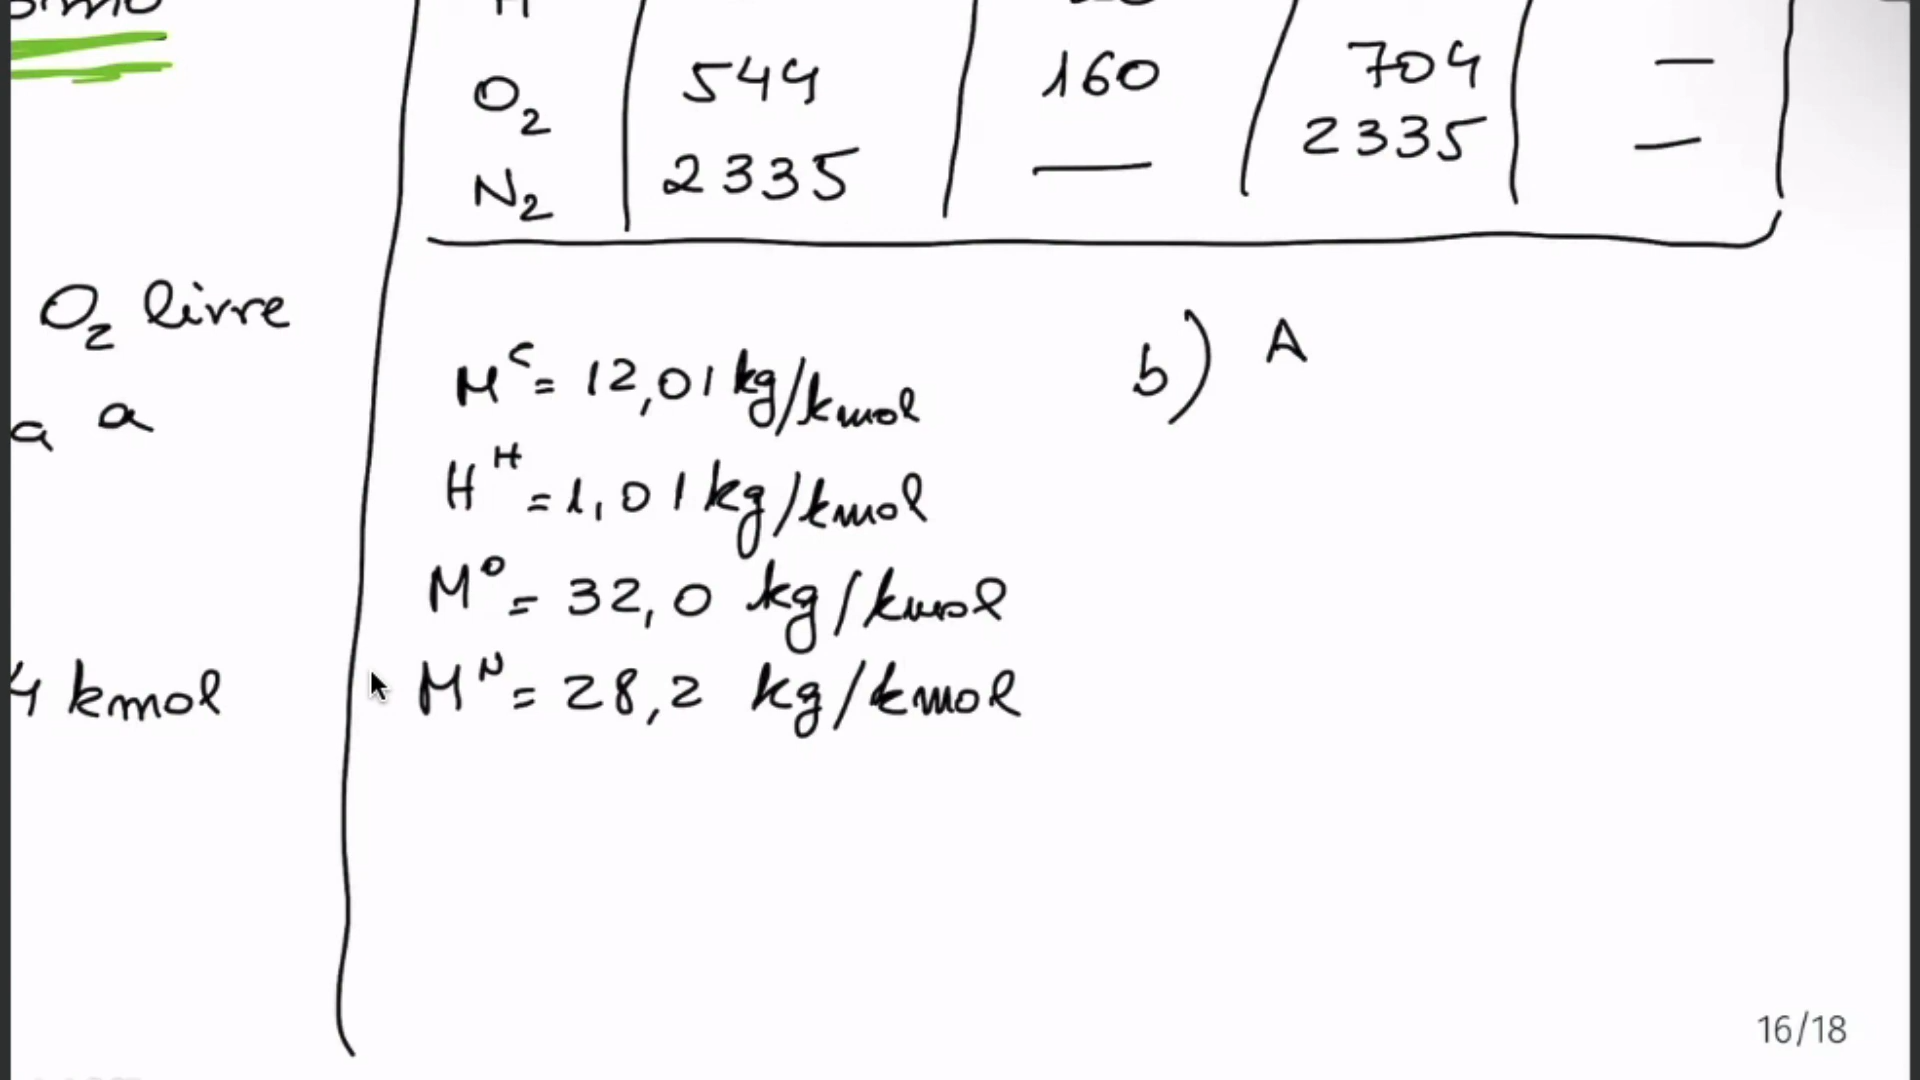 H
O2 544 160 704 —
N2 2335 — 2335 —
O2 livre
a a
4 kmol
M^C = 12,01 kg/kmol
H^H = 1,01 kg/kmol
M^O = 32,0 kg/kmol
M^N = 28,2 kg/kmol
b) A
16/18